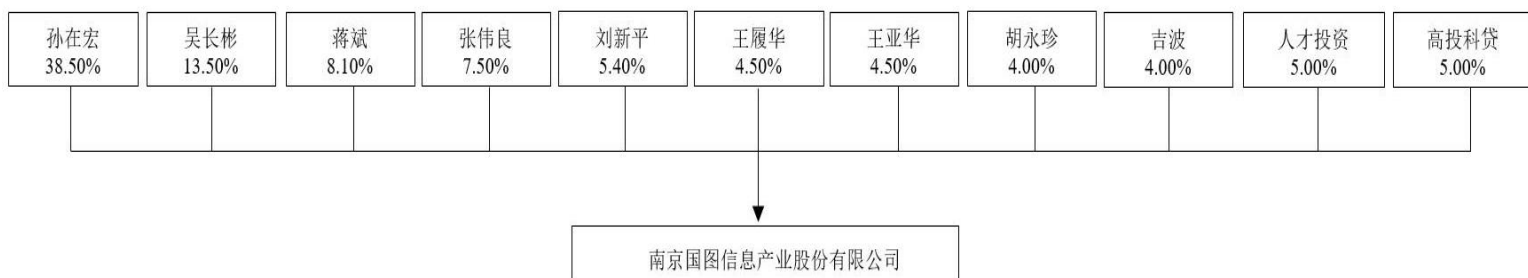 孙在宏
38.50%
吴长彬
13.50%
蒋斌
8.10%
张伟良
7.50%
刘新平
5.40%
王履华
4.50%
王亚华
4.50%
胡永珍
4.00%
吉波
4.00%
人才投资
5.00%
高投科贷
5.00%
南京国图信息产业股份有限公司